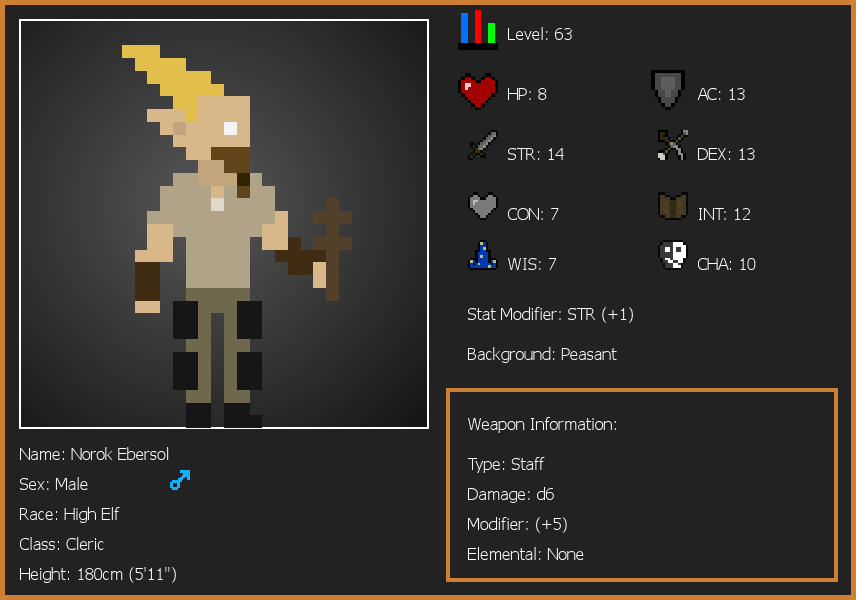 Level: 63
HP: 8
AC: 13
STR: 14
DEX: 13
CON: 7
INT: 12
WIS: 7
CHA: 10
Stat Modifier: STR (+1)
Background: Peasant
Weapon Information:
Type: Staff
Damage: d6
Modifier: (+5)
Elemental: None
Name: Norok Ebersol
Sex: Male
Race: High Elf
Class: Cleric
Height: 180cm (5'11")